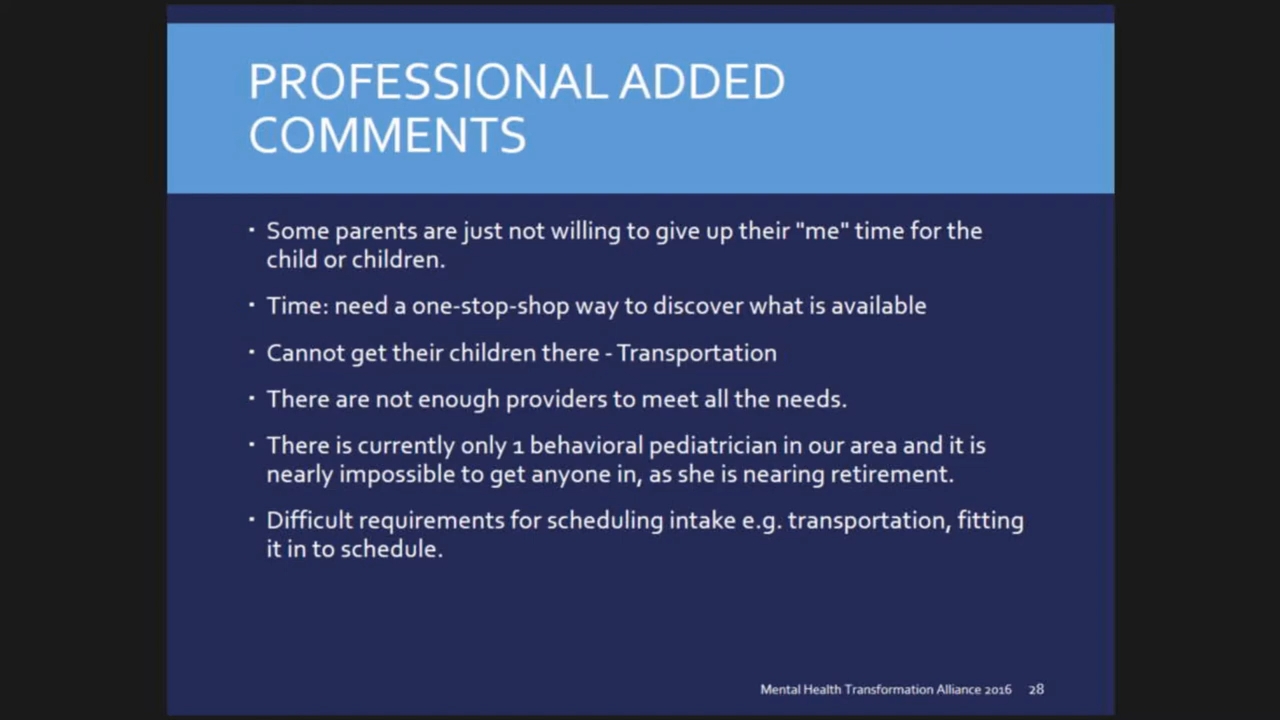 PROFESSIONAL ADDED
COMMENTS
▪ Some parents are just not willing to give up their "me" time for the
child or children.
▪ Time: need a one-stop-shop way to discover what is available
▪ Cannot get their children there - Transportation
▪ There are not enough providers to meet all the needs.
▪ There is currently only 1 behavioral pediatrician in our area and it is
nearly impossible to get anyone in, as she is nearing retirement.
▪ Difficult requirements for scheduling intake e.g. transportation, fitting
it in to schedule.
Mental Health Transformation Alliance 2016 28